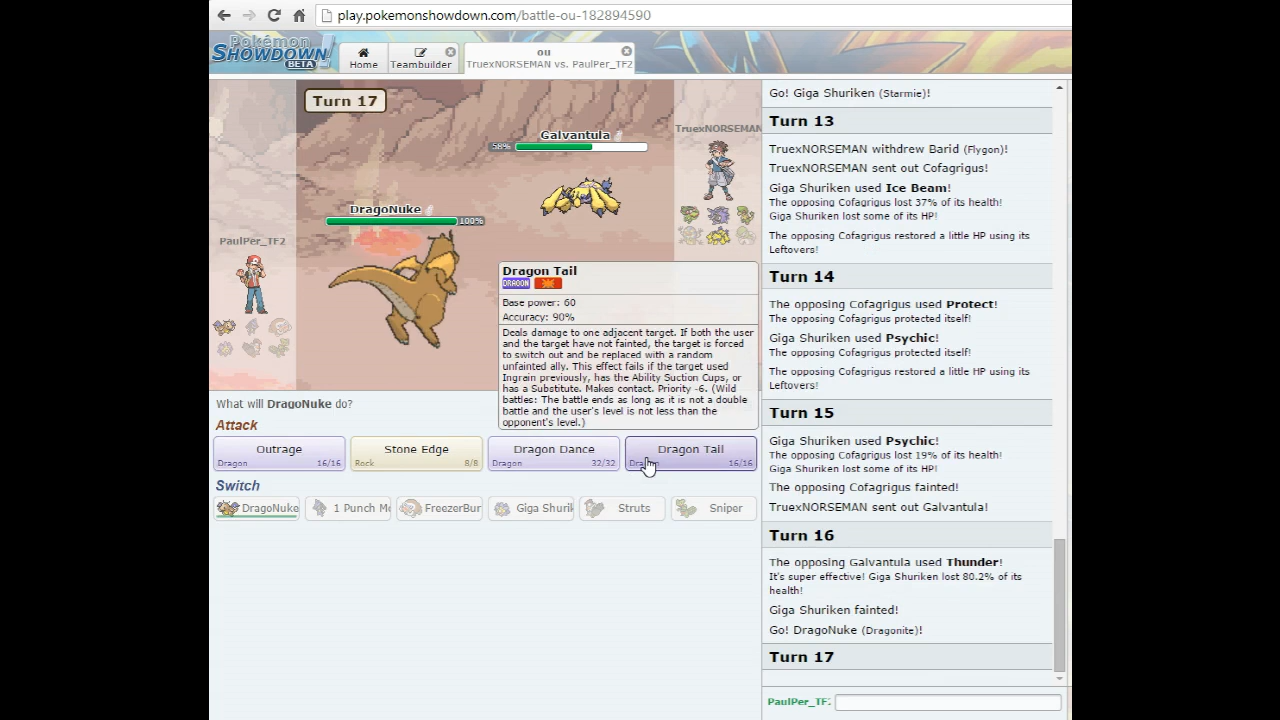 play.pokemonshowdown.com/battle-ou-182894590
Pokémon
SHOWDOWN
BETA
Home
Teambuilder
ou
TruexNORSEMAN vs. PaulPer_TF2
Turn 17
Galvantula
58%
TruexNORSEMAN
DragoNuke
100%
PaulPer_TF2
Dragon Tail
DRAGON
Base power: 60
Accuracy: 90%
Deals damage to one adjacent target. If both the user
and the target have not fainted, the target is forced
to switch out and be replaced with a random
unfainted ally. This effect fails if the target used
Ingrain previously, has the Ability Suction Cups, or
has a Substitute. Makes contact. Priority -6. (Wild
battles: The battle ends as long as it is not a double
battle and the user's level is not less than the
opponent's level.)
What will DragoNuke do?
Attack
Outrage
Dragon 16/16
Stone Edge
Rock 8/8
Dragon Dance
Dragon 32/32
Dragon Tail
Dragon 16/16
Switch
DragoNuke
1 Punch M
FreezerBur
Giga Shurik
Struts
Sniper
Go! Giga Shuriken (Starmie)!
Turn 13
TruexNORSEMAN withdrew Barid (Flygon)!
TruexNORSEMAN sent out Cofagrigus!
Giga Shuriken used Ice Beam!
The opposing Cofagrigus lost 37% of its health!
Giga Shuriken lost some of its HP!
The opposing Cofagrigus restored a little HP using its
Leftovers!
Turn 14
The opposing Cofagrigus used Protect!
The opposing Cofagrigus protected itself!
Giga Shuriken used Psychic!
The opposing Cofagrigus protected itself!
The opposing Cofagrigus restored a little HP using its
Leftovers!
Turn 15
Giga Shuriken used Psychic!
The opposing Cofagrigus lost 19% of its health!
Giga Shuriken lost some of its HP!
The opposing Cofagrigus fainted!
TruexNORSEMAN sent out Galvantula!
Turn 16
The opposing Galvantula used Thunder!
It's super effective! Giga Shuriken lost 80.2% of its
health!
Giga Shuriken fainted!
Go! DragoNuke (Dragonite)!
Turn 17
PaulPer_TF2: